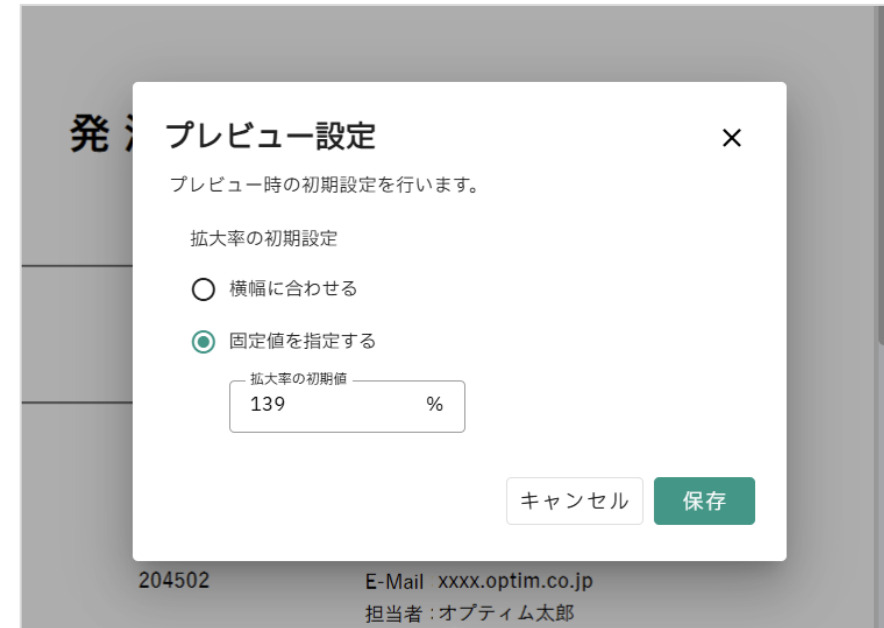 発
プレビュー設定
プレビュー時の初期設定を行います。
拡大率の初期設定
横幅に合わせる
固定値を指定する
拡大率の初期値
139 %
キャンセル 保存
204502 E-Mail xxxx.optim.co.jp
担当者：オプティム太郎